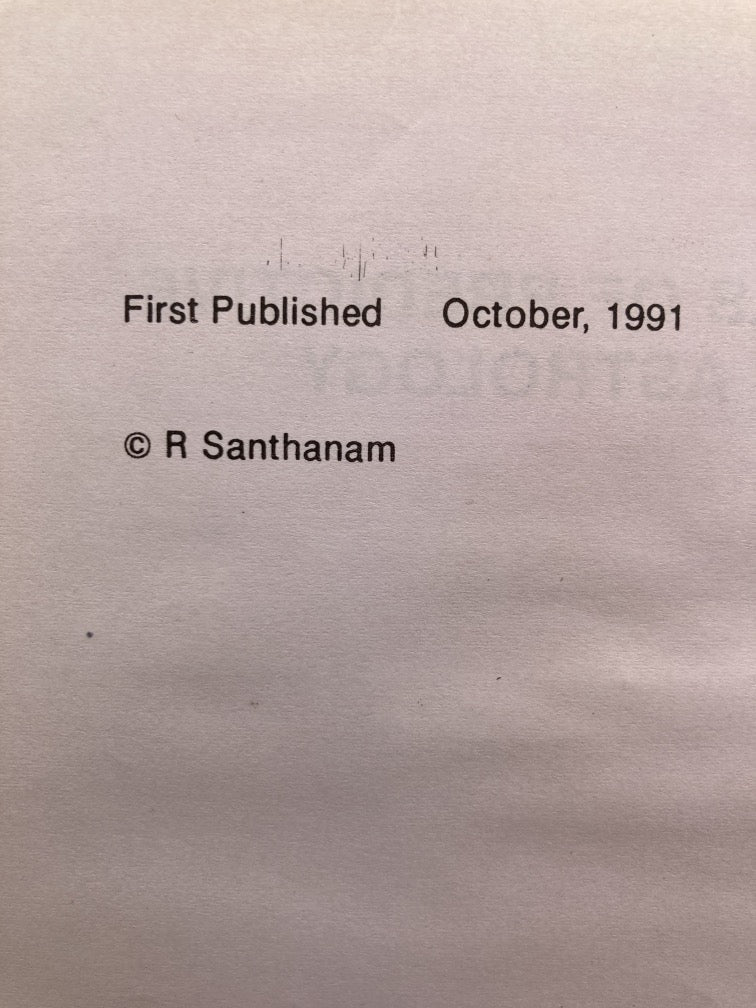 First Published October, 1991
© R Santhanam